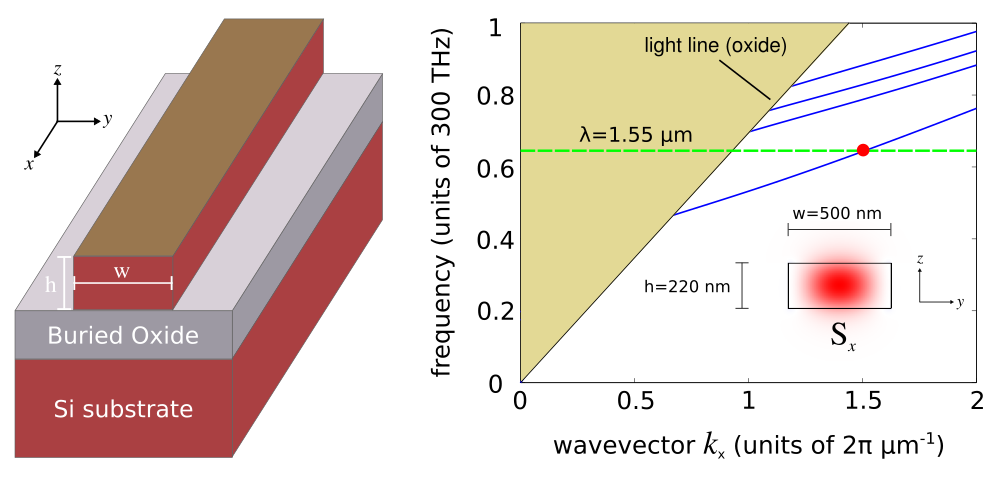 z
y
x
w
h
Buried Oxide
Si substrate
frequency (units of 300 THz)
1
0.8
0.6
0.4
0.2
0
light line (oxide)
λ=1.55 μm
w=500 nm
h=220 nm
z
y
Sx
0 0.5 1 1.5 2
wavevector kx (units of 2π μm-1)